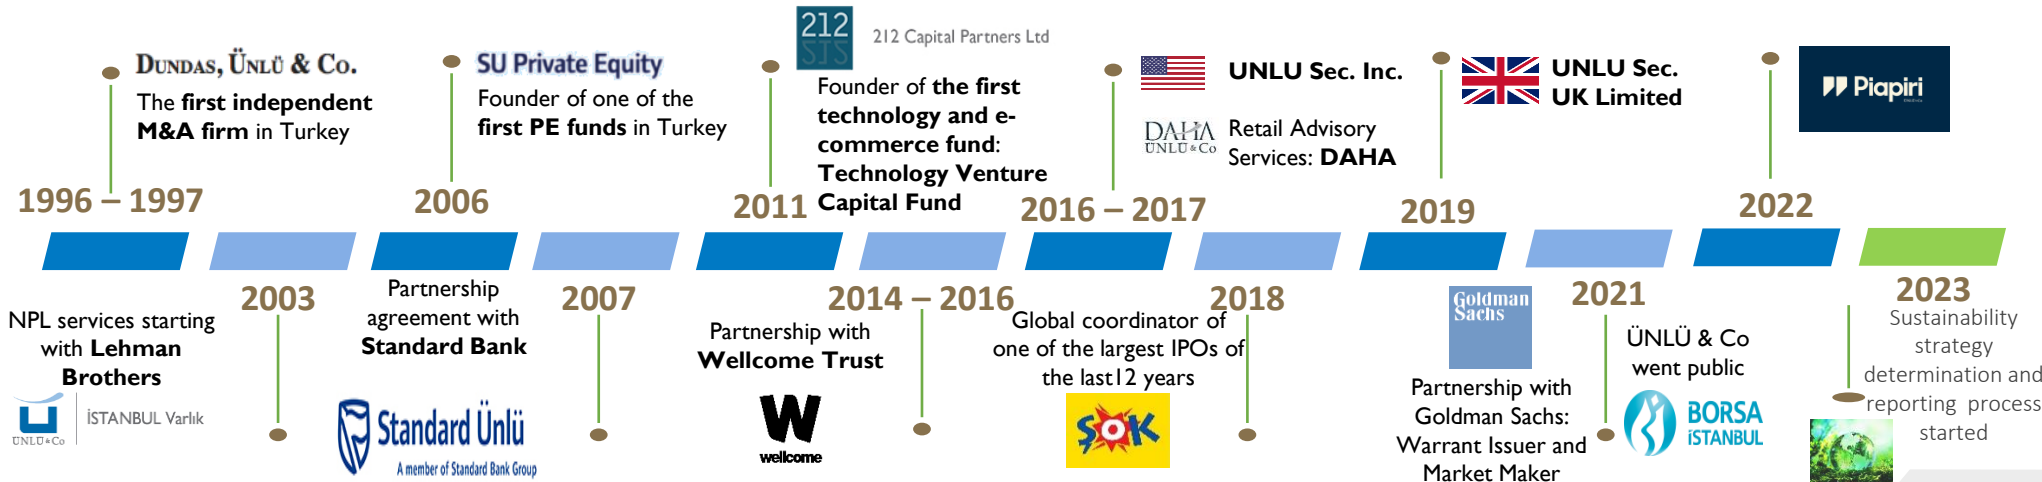 DUNDAS, ÜNLÜ & CO.
The first independent
M&A firm in Turkey
1996 – 1997
SU Private Equity
Founder of one of the
first PE funds in Turkey
2006
212
212 Capital Partners Ltd
Founder of the first
technology and e-
commerce fund:
Technology Venture
Capital Fund
2011
UNLU Sec. Inc.
DAHA
ÜNLÜ & Co
Retail Advisory
Services: DAHA
2016 – 2017
UNLU Sec.
UK Limited
2019
Piapiri
2022
NPL services starting
with Lehman
Brothers
ÜNLÜ & Co
İSTANBUL Varlık
2003
Partnership
agreement with
Standard Bank
Standard Ünlü
A member of Standard Bank Group
2007
Partnership with
Wellcome Trust
W
wellcome
2014 – 2016
Global coordinator of
one of the largest IPOs of
the last12 years
ŞOK
2018
Goldman
Sachs
Partnership with
Goldman Sachs:
Warrant Issuer and
Market Maker
2021
ÜNLÜ & Co
went public
BORSA
İSTANBUL
2023
Sustainability
strategy
determination and
reporting process
started